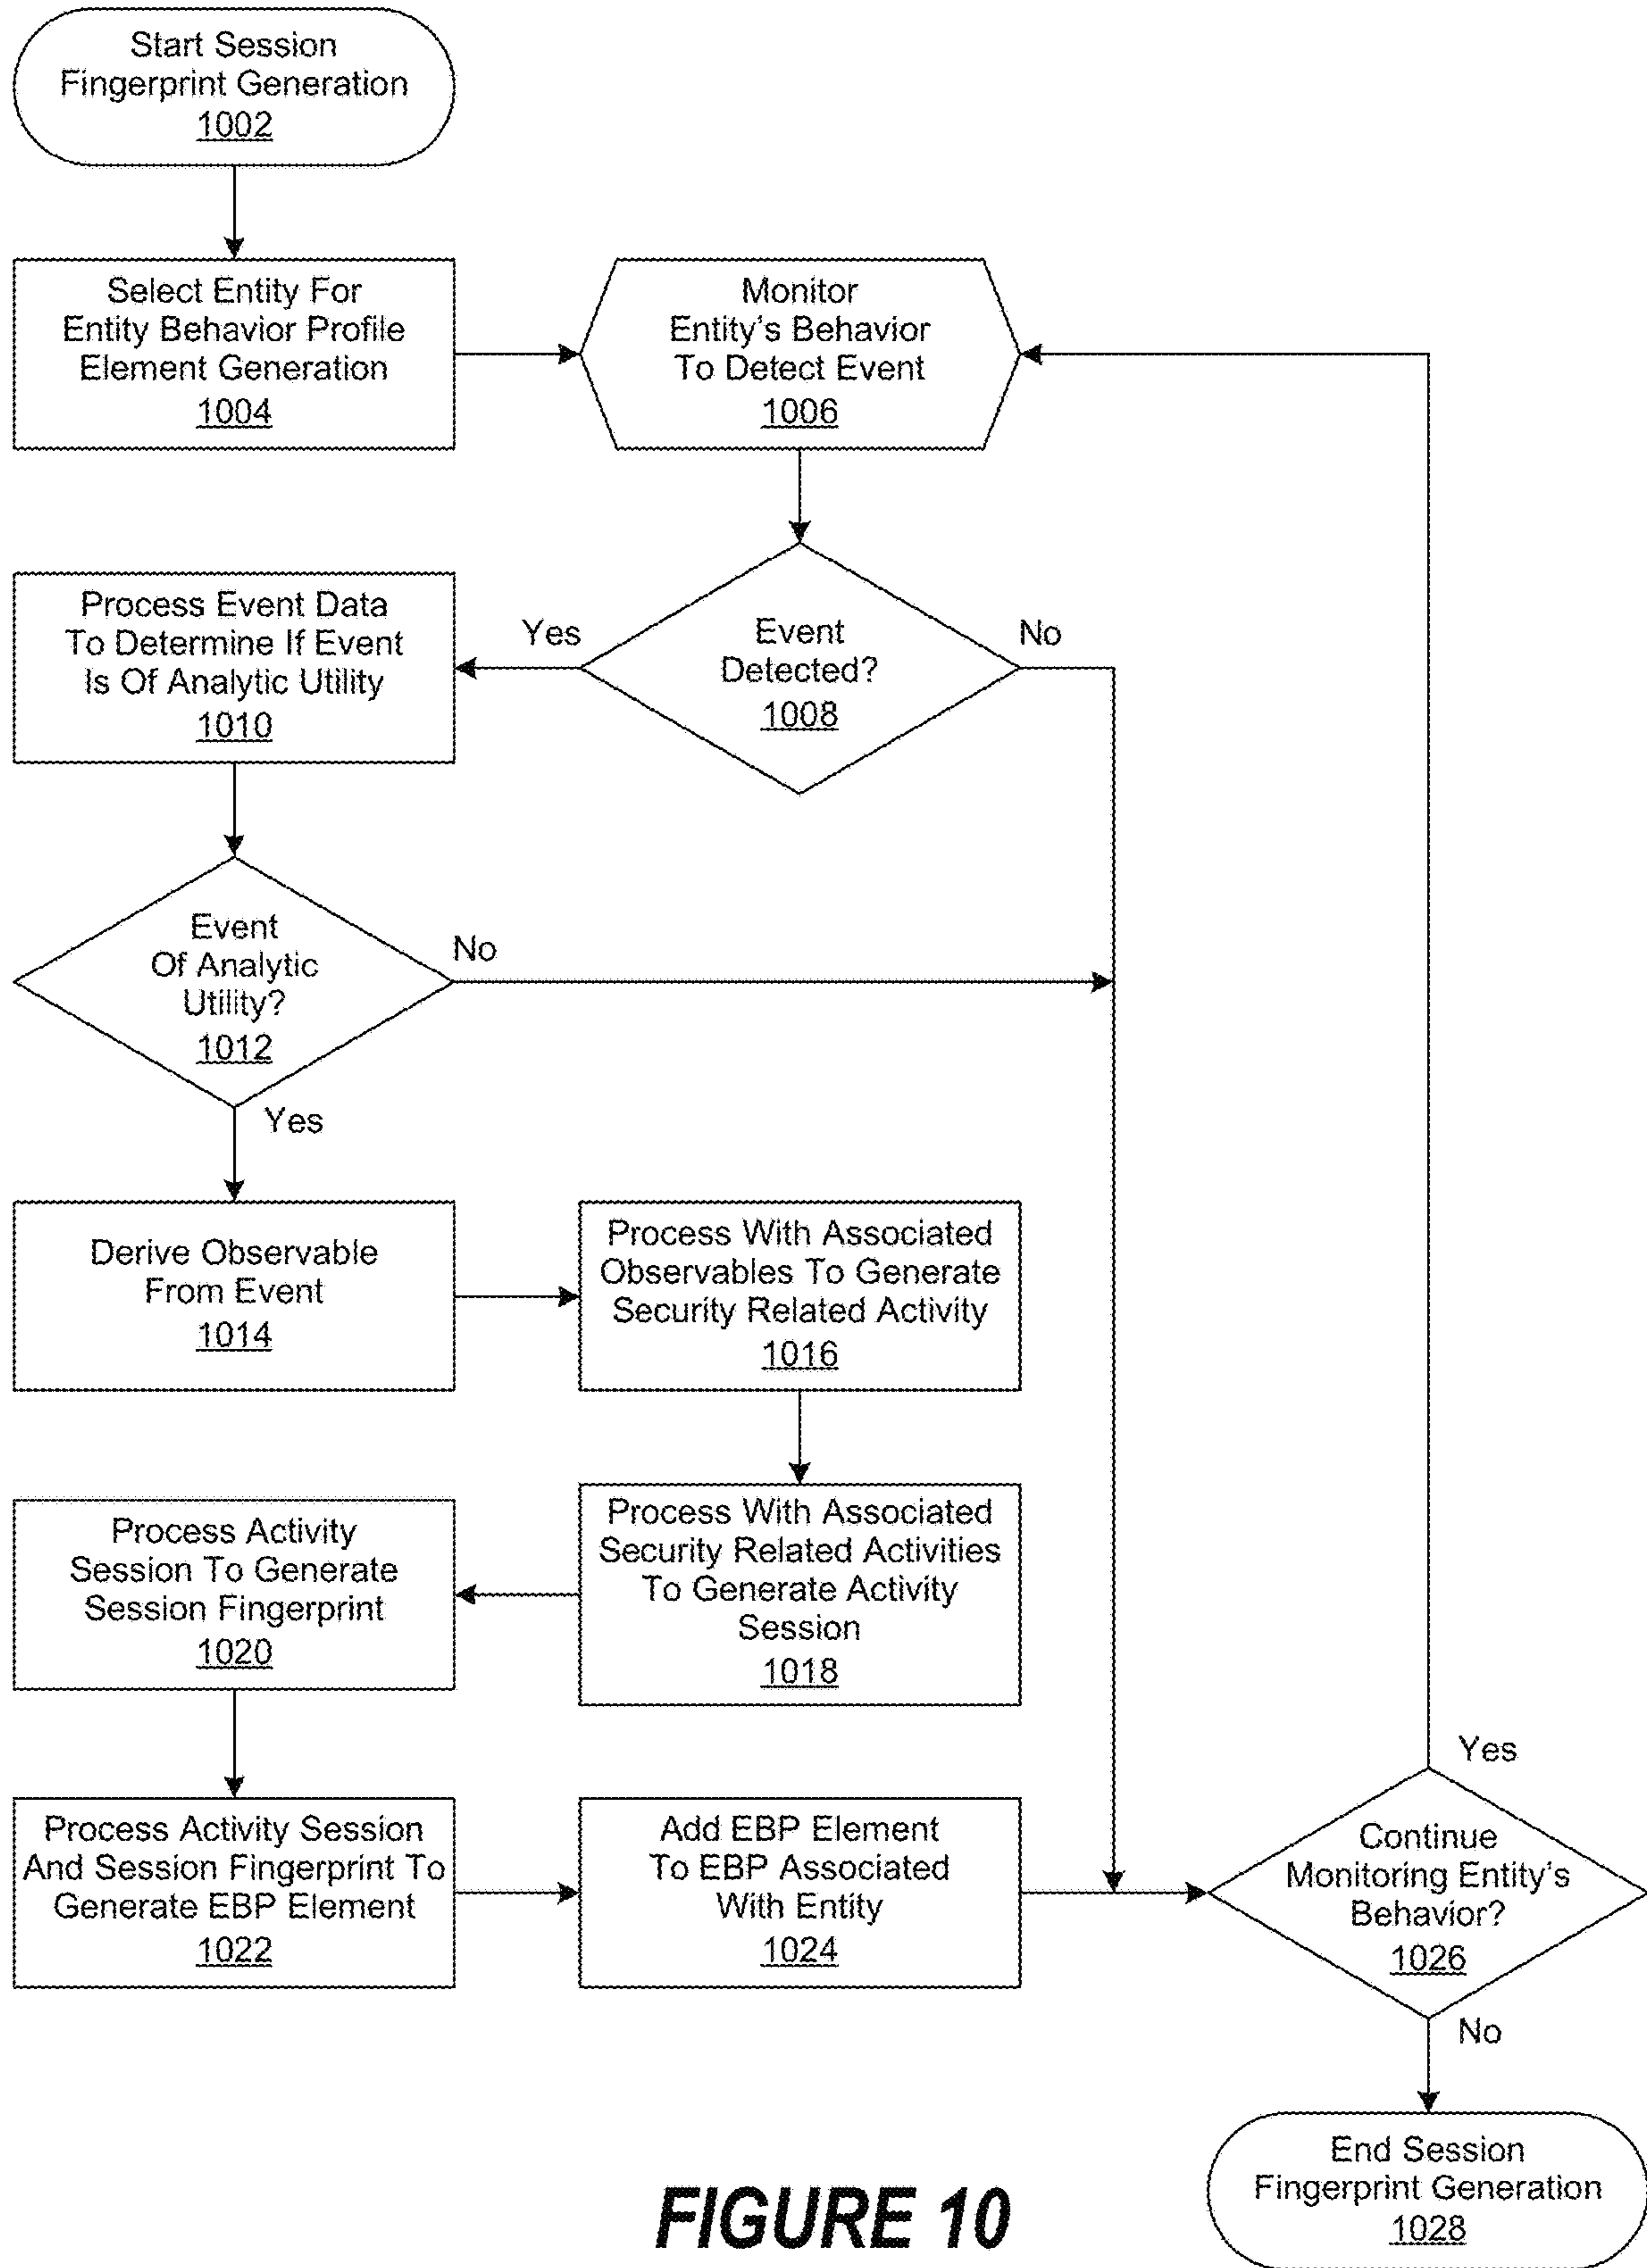 Start Session
Fingerprint Generation
1002
Select Entity For
Entity Behavior Profile
Element Generation
1004
Monitor
Entity's Behavior
To Detect Event
1006
Process Event Data
To Determine If Event
Is Of Analytic Utility
1010
Yes
Event
Detected?
1008
No
Event
Of Analytic
Utility?
1012
No
Yes
Derive Observable
From Event
1014
Process With Associated
Observables To Generate
Security Related Activity
1016
Process Activity
Session To Generate
Session Fingerprint
1020
Process With Associated
Security Related Activities
To Generate Activity
Session
1018
Process Activity Session
And Session Fingerprint To
Generate EBP Element
1022
Add EBP Element
To EBP Associated
With Entity
1024
Yes
Continue
Monitoring Entity's
Behavior?
1026
No
End Session
Fingerprint Generation
1028
FIGURE 10